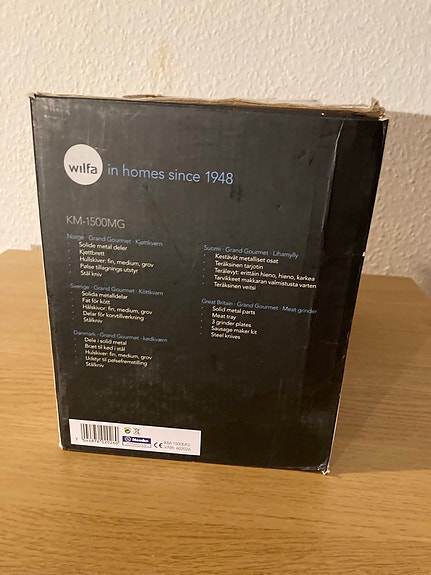 wilfa
in homes since 1948
KM-1500MG
Norge · Grand Gourmet · Kjøttkvern
Solide metal deler
Kjøttbrett
Hullskiver: fin, medium, grov
Pølse tillagnings utstyr
Stål kniv
Sverige · Grand Gourmet · Köttkvarn
Solida metalldelar
Fat för kött
Hålskivor: fin, medium, grov
Delar för korvtillverkning
Stålkniv
Danmark · Grand Gourmet · kødkværn
Dele i solid metal
Bræt til kød i stål
Hulskiver: fin, medium, grov
Udstyr til pølsefremstilling
Stålkniv
Suomi · Grand Gourmet · Lihamylly
Kestävät metalliset osat
Teräksinen tarjotin
Terälevyt: erittäin hieno, hieno, karkea
Tarvikkeet makkaran valmistusta varten
Teräksinen veitsi
Great Britain · Grand Gourmet · Meat grinder
Solid metal parts
Meat tray
3 grinder plates
Sausage maker kit
Steel knives
CE
KM-1500MG